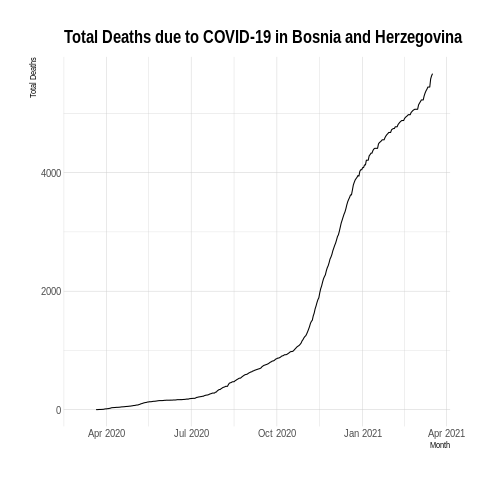 Total Deaths due to COVID-19 in Bosnia and Herzegovina
Total Deaths
4000
2000
0
Apr 2020 Jul 2020 Oct 2020 Jan 2021 Apr 2021
Month